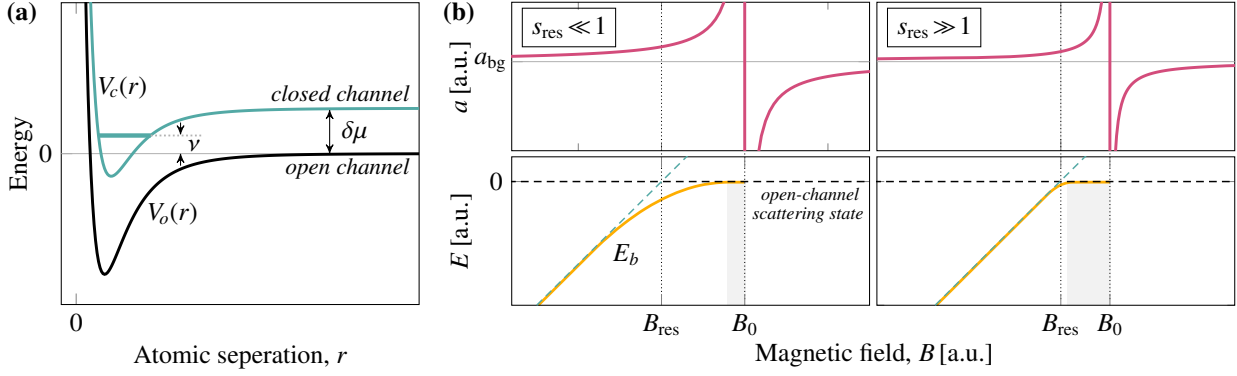 (a)
V_c(r)
closed channel
ν
δμ
0
open channel
V_o(r)
Energy
0
Atomic seperation, r
(b)
s_res ≪ 1
s_res ≫ 1
a_bg
a [a.u.]
0
open-channel
scattering state
E_b
E [a.u.]
B_res
B_0
B_res
B_0
Magnetic field, B [a.u.]